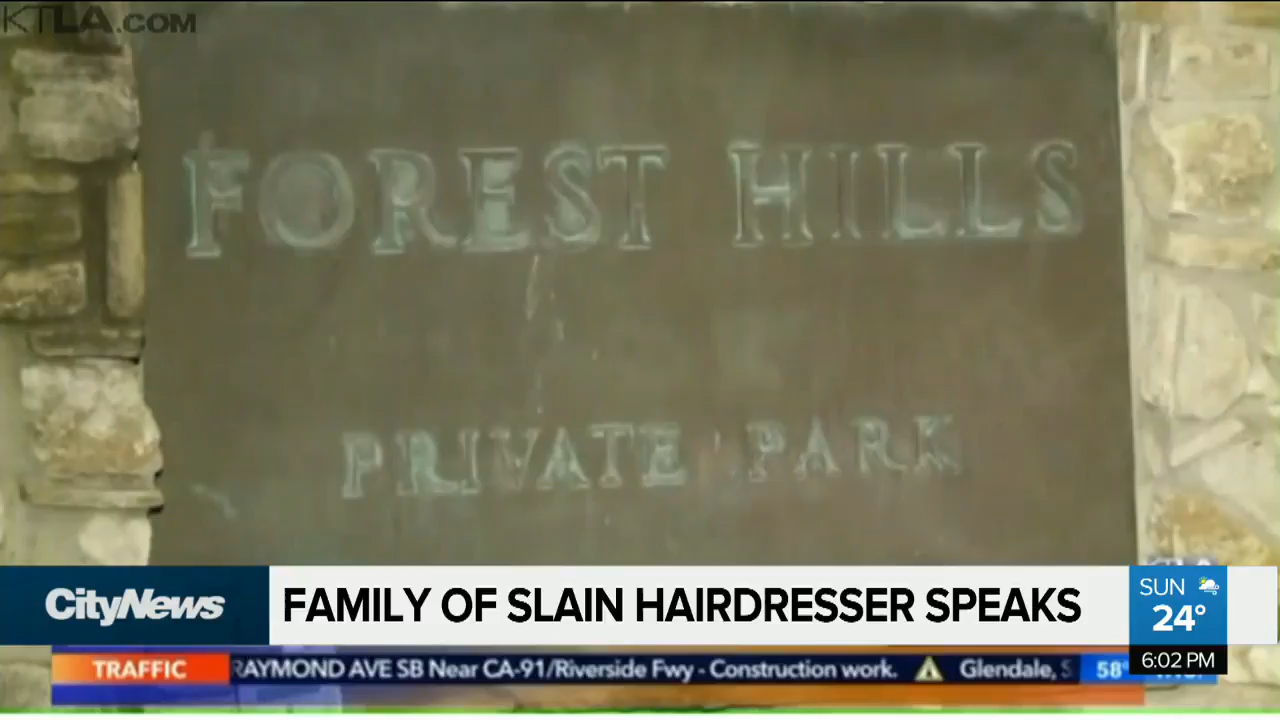 KTLA.COM
FOREST HILLS
PRIVATE PARK
CityNews
FAMILY OF SLAIN HAIRDRESSER SPEAKS
SUN
24°
6:02 PM
TRAFFIC
RAYMOND AVE SB Near CA-91/Riverside Fwy - Construction work.
Glendale, S
58°